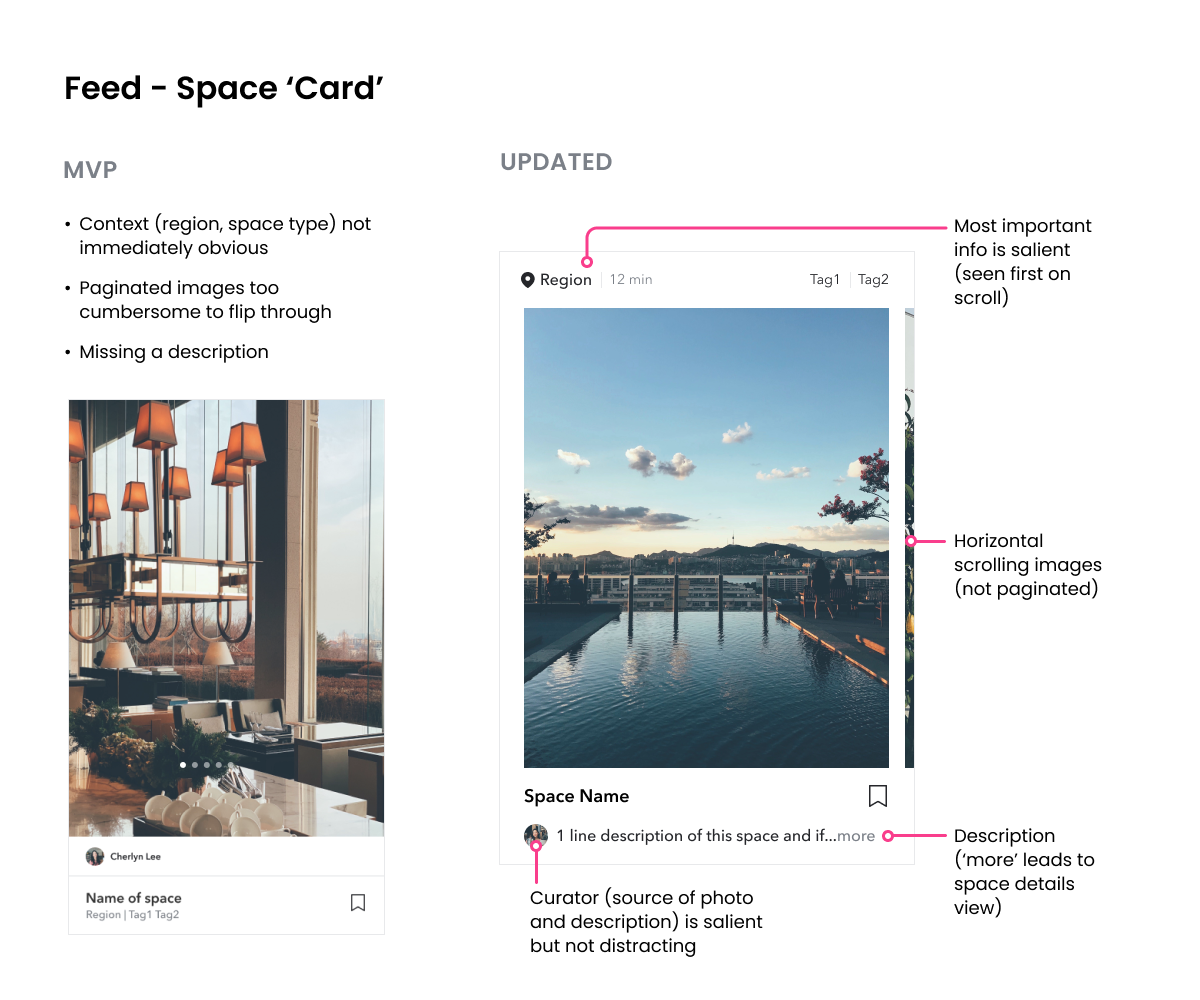 Feed - Space ‘Card’
MVP
• Context (region, space type) not
immediately obvious
• Paginated images too
cumbersome to flip through
• Missing a description
Cherlyn Lee
Name of space
Region | Tag1 Tag2
UPDATED
Region | 12 min
Tag1 | Tag2
Space Name
1 line description of this space and if...more
Most important
info is salient
(seen first on
scroll)
Horizontal
scrolling images
(not paginated)
Description
(‘more’ leads to
space details
view)
Curator (source of photo
and description) is salient
but not distracting